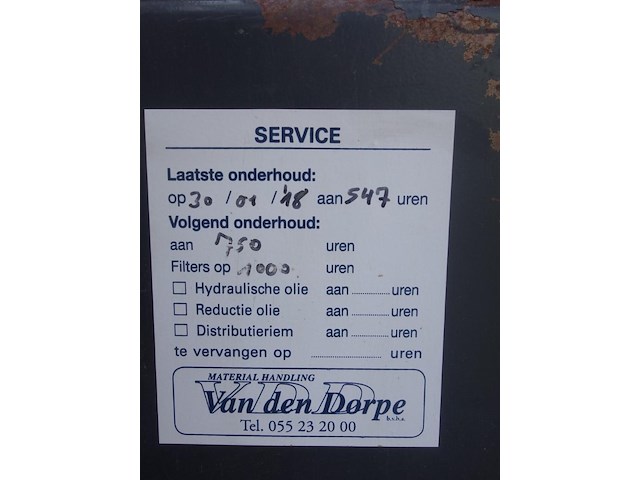 SERVICE
Laatste onderhoud:
op 30 / 01 / '18 aan 547 uren
Volgend onderhoud:
aan 750 uren
Filters op 1000 uren
☐ Hydraulische olie aan ............ uren
☐ Reductie olie aan ............ uren
☐ Distributieriem aan ............ uren
te vervangen op ...................... uren
MATERIAL HANDLING
VDD
Van den Dorpe b.v.b.a.
Tel. 055 23 20 00